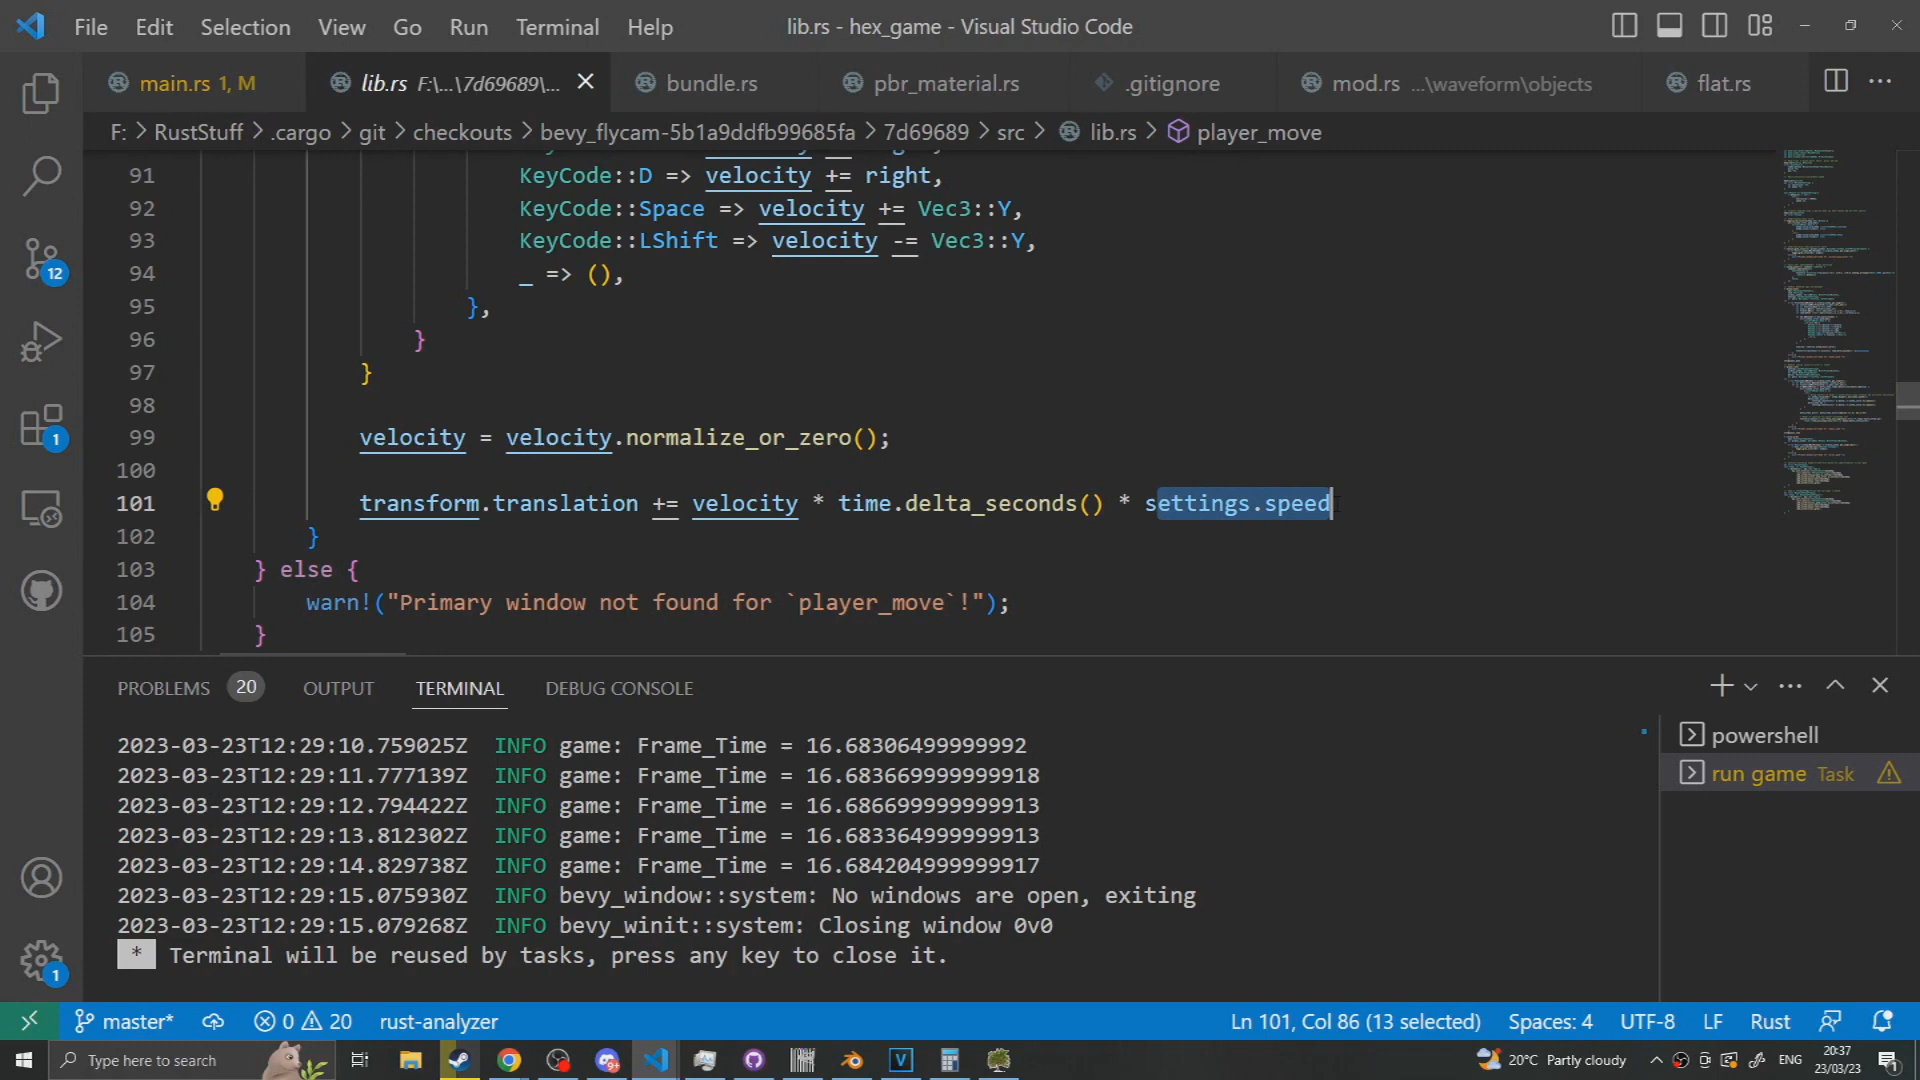 File Edit Selection View Go Run Terminal Help lib.rs - hex_game - Visual Studio Code
main.rs 1, M lib.rs F:\...\7d69689\... bundle.rs pbr_material.rs .gitignore mod.rs ...\waveform\objects flat.rs
F: > RustStuff > .cargo > git > checkouts > bevy_flycam-5b1a9ddfb99685fa > 7d69689 > src > lib.rs > player_move
91 KeyCode::D => velocity += right,
92 KeyCode::Space => velocity += Vec3::Y,
93 KeyCode::LShift => velocity -= Vec3::Y,
94 _ => (),
95 },
96 }
97 }
98
99 velocity = velocity.normalize_or_zero();
100
101 transform.translation += velocity * time.delta_seconds() * settings.speed
102 }
103 } else {
104 warn!("Primary window not found for `player_move`!");
105 }
PROBLEMS 20 OUTPUT TERMINAL DEBUG CONSOLE
2023-03-23T12:29:10.759025Z INFO game: Frame_Time = 16.68306499999992
2023-03-23T12:29:11.777139Z INFO game: Frame_Time = 16.683669999999918
2023-03-23T12:29:12.794422Z INFO game: Frame_Time = 16.686699999999913
2023-03-23T12:29:13.812302Z INFO game: Frame_Time = 16.683364999999913
2023-03-23T12:29:14.829738Z INFO game: Frame_Time = 16.684204999999917
2023-03-23T12:29:15.075930Z INFO bevy_window::system: No windows are open, exiting
2023-03-23T12:29:15.079268Z INFO bevy_winit::system: Closing window 0v0
* Terminal will be reused by tasks, press any key to close it.
powershell
run game Task
12
1
1
master* 0 20 rust-analyzer Ln 101, Col 86 (13 selected) Spaces: 4 UTF-8 LF Rust
Type here to search 9+ V 20°C Partly cloudy ENG 20:37
23/03/23 1